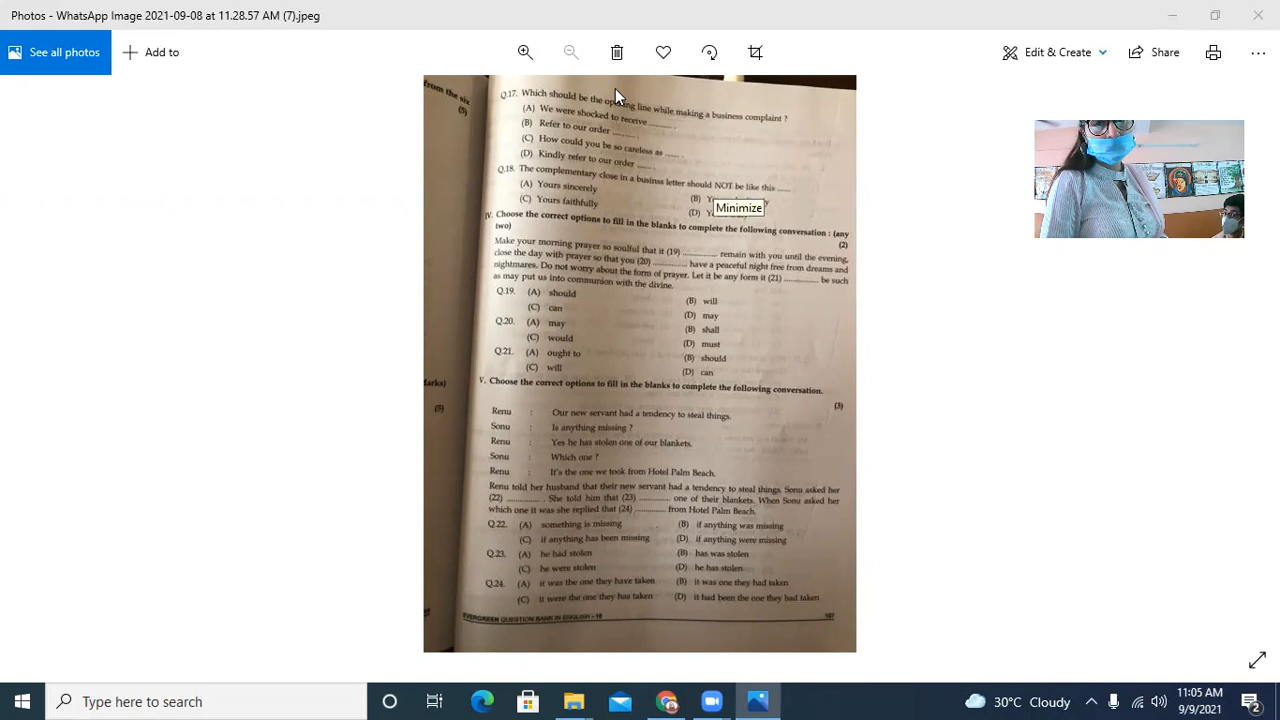 Photos - WhatsApp Image 2021-09-08 at 11.28.57 AM (7).jpeg
See all photos
Add to
Edit & Create
Share
from the six
(5)
Q.17. Which should be the opening line while making a business complaint ?
(A) We were shocked to receive ........ .
(B) Refer to our order ........ .
(C) How could you be so careless as ...... .
(D) Kindly refer to our order ...... .
Q.18. The complementary close in a businss letter should NOT be like this ...... .
(A) Yours sincerely
(B)
(C) Yours faithfully
(D)
Minimize
IV. Choose the correct options to fill in the blanks to complete the following conversation : (any
two) (2)
Make your morning prayer so soulful that it (19) ............. remain with you until the evening,
close the day with prayer so that you (20) ............. have a peaceful night free from dreams and
nightmares. Do not worry about the form of prayer. Let it be any form it (21) ............. be such
as may put us into communion with the divine.
Q.19. (A) should (B) will
(C) can (D) may
Q.20. (A) may (B) shall
(C) would (D) must
Q.21. (A) ought to (B) should
(C) will (D) can
V. Choose the correct options to fill in the blanks to complete the following conversation.
(3)
Renu : Our new servant had a tendency to steal things.
Sonu : Is anything missing ?
Renu : Yes he has stolen one of our blankets.
Sonu : Which one ?
Renu : It's the one we took from Hotel Palm Beach.
Renu told her husband that their new servant had a tendency to steal things. Sonu asked her
(22) ............. . She told him that (23) ............ one of their blankets. When Sonu asked her
which one it was she replied that (24) ............ from Hotel Palm Beach.
Q.22. (A) something is missing (B) if anything was missing
(C) if anything has been missing (D) if anything were missing
Q.23. (A) he had stolen (B) has was stolen
(C) he were stolen (D) he has stolen
Q.24. (A) it was the one they have taken (B) it was one they had taken
(C) it were the one they has taken (D) it had been the one they had taken
EVERGREEN QUESTION BANK IN ENGLISH - 10
107
arks)
(5)
Type here to search
30°C Cloudy
11:05 AM
9/9/2021
2